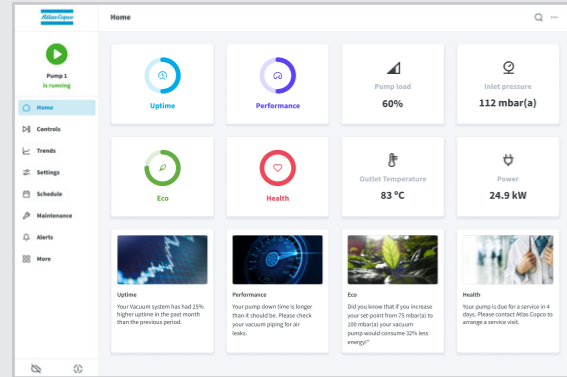 Atlas Copco
Home
Pump 1
is running
Home
Controls
Trends
Settings
Schedule
Maintenance
Alerts
More
Uptime
Performance
Pump load
60%
Inlet pressure
112 mbar(a)
Eco
Health
Outlet Temperature
83 °C
Power
24.9 kW
Uptime
Your Vacuum system has had 25%
higher uptime in the past month
than the previous period.
Performance
Your pump down time is longer
than it should be. Please check
your vacuum piping for air
leaks.
Eco
Did you know that if you increase
your set-point from 75 mbar(a) to
100 mbar(a) your vacuum
pump would consume 32% less
energy!"
Health
Your pump is due for a service in 4
days. Please contact Atlas Copco to
arrange a service visit.